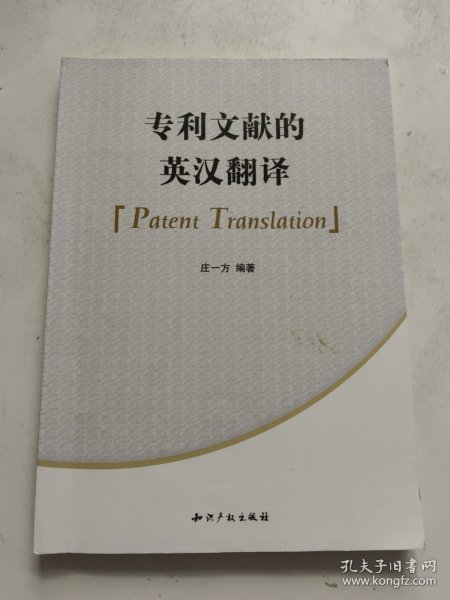 专利文献的
英汉翻译
「Patent Translation」
庄一方 编著
知识产权出版社
孔夫子旧书网
www.kongfz.com